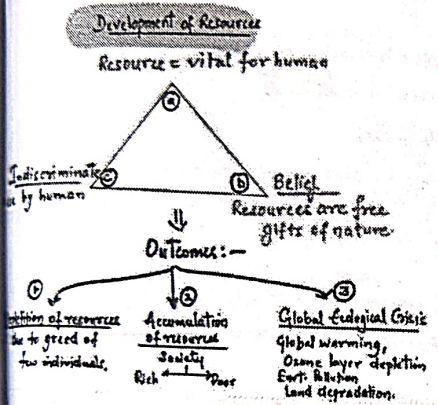 Development of Resources
Resource = vital for human
ⓐ
Indiscriminate ⓒ
by human
ⓑ Belief
Resources are free
gifts of nature
⇓
Outcomes:—
①
of resources
to greed of
few individuals.
②
Accumulation
of resources
Society
Rich ↔ Poor
③
Global Ecological Crisis
Global warming,
Ozone layer depletion
Pollution
Land degradation.